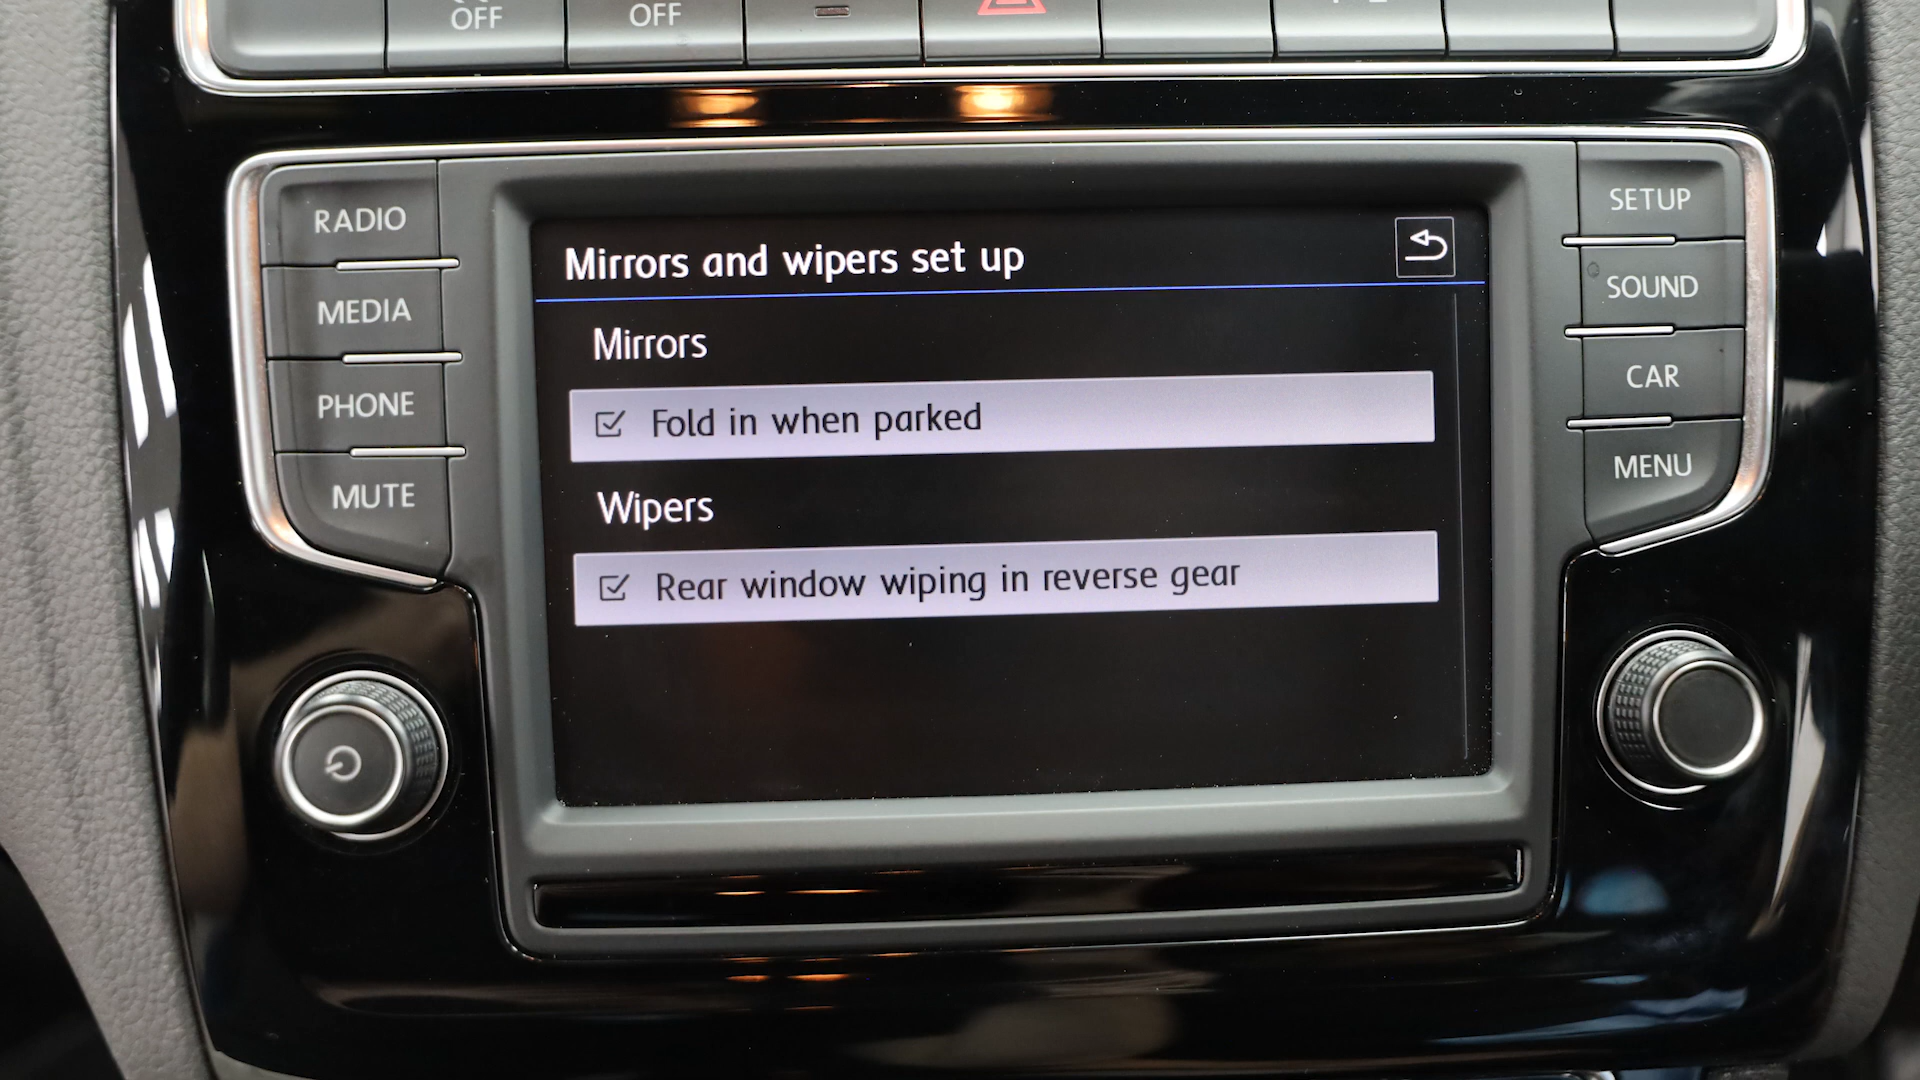 OFF
OFF
RADIO
MEDIA
PHONE
MUTE
Mirrors and wipers set up
Mirrors
Fold in when parked
Wipers
Rear window wiping in reverse gear
SETUP
SOUND
CAR
MENU